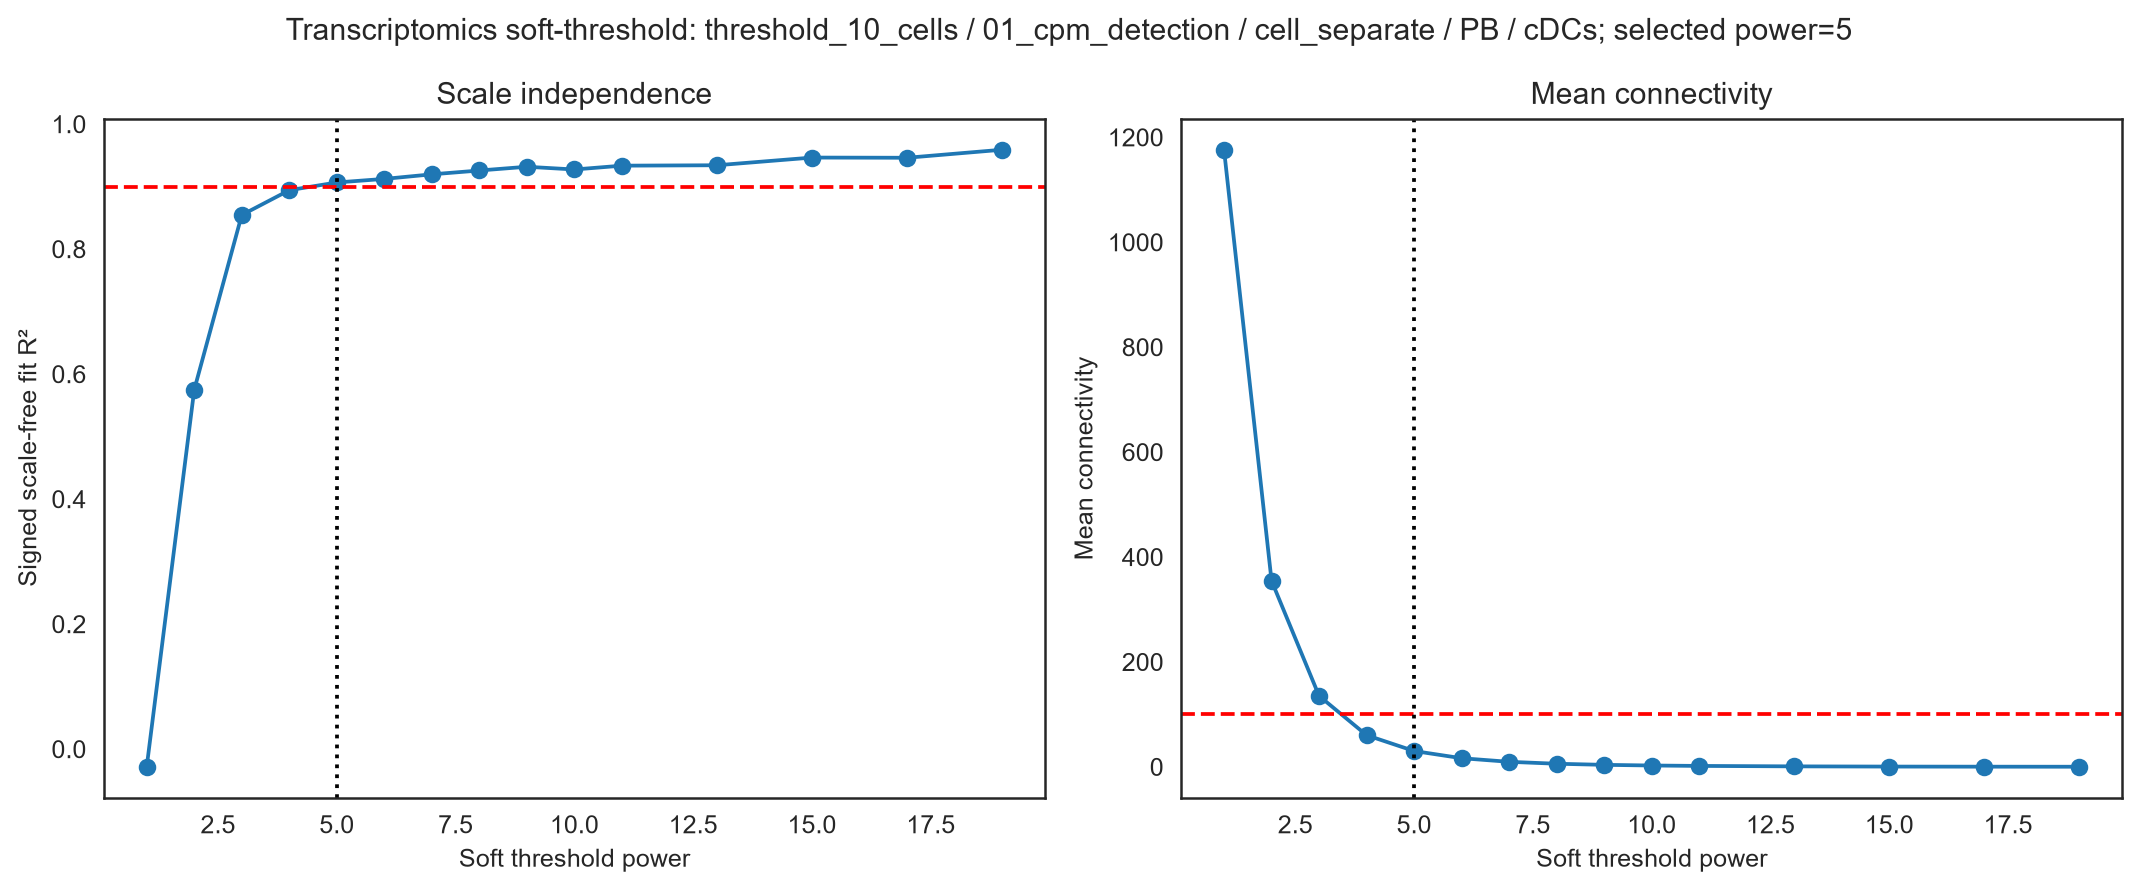 Transcriptomics soft-threshold: threshold_10_cells / 01_cpm_detection / cell_separate / PB / cDCs; selected power=5
Scale independence
1.0
0.8
0.6
0.4
0.2
0.0
Signed scale-free fit R²
2.5 5.0 7.5 10.0 12.5 15.0 17.5
Soft threshold power
Mean connectivity
1200
1000
800
600
400
200
0
Mean connectivity
2.5 5.0 7.5 10.0 12.5 15.0 17.5
Soft threshold power